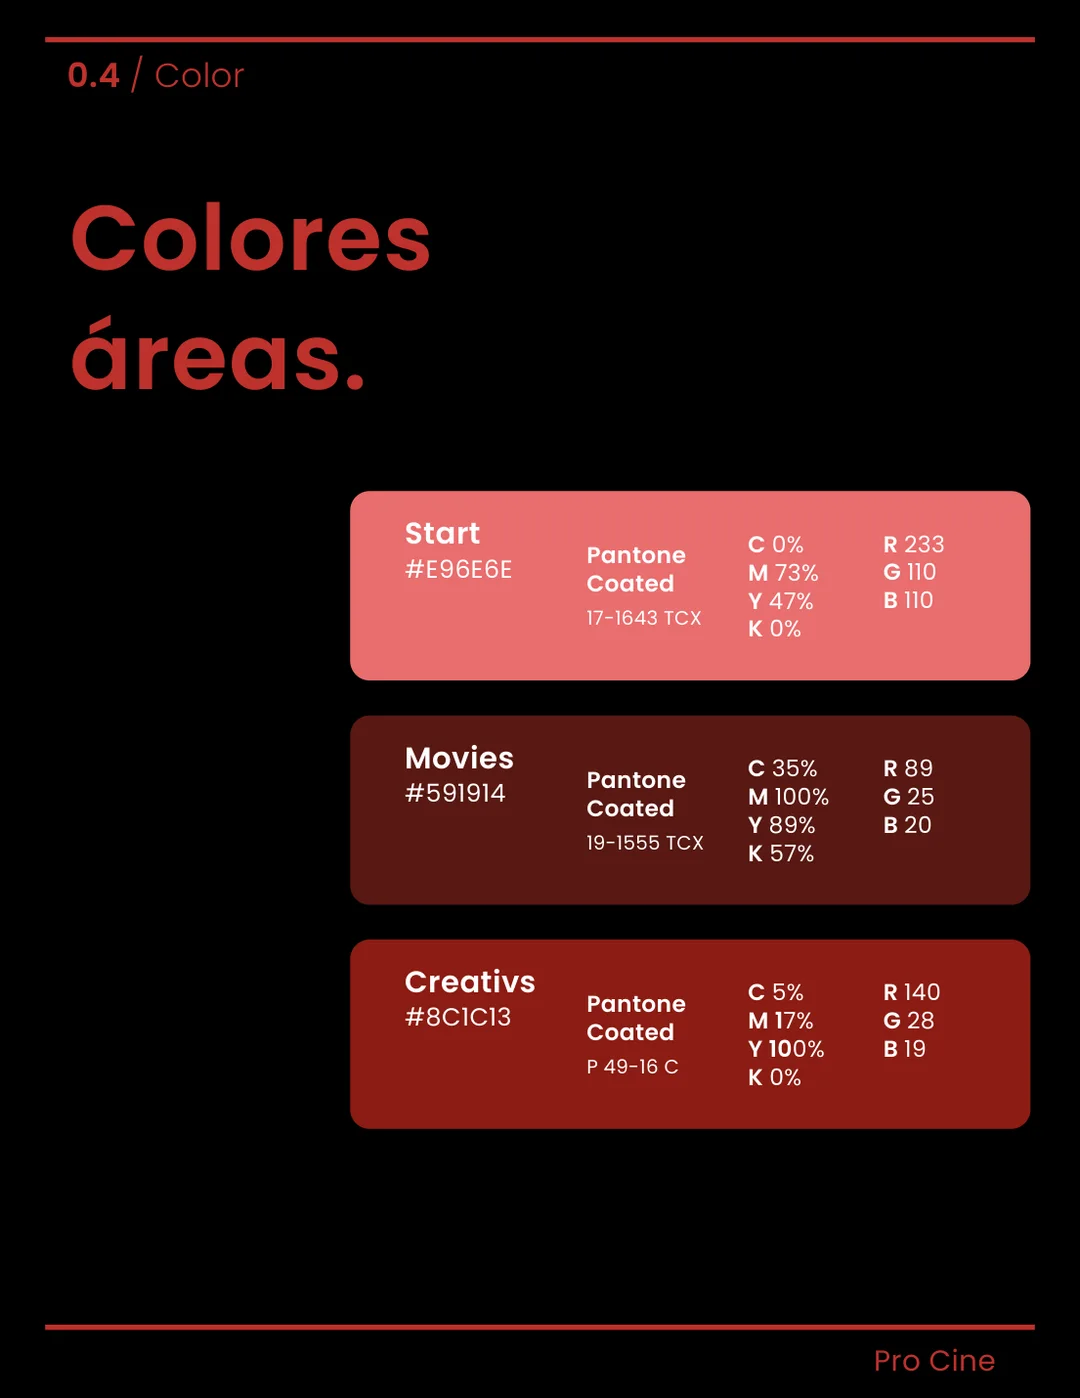 0.4 / Color
Colores
áreas.
Start
#E96E6E
Pantone
Coated
17-1643 TCX
C 0%
M 73%
Y 47%
K 0%
R 233
G 110
B 110
Movies
#591914
Pantone
Coated
19-1555 TCX
C 35%
M 100%
Y 89%
K 57%
R 89
G 25
B 20
Creativs
#8C1C13
Pantone
Coated
P 49-16 C
C 5%
M 17%
Y 100%
K 0%
R 140
G 28
B 19
Pro Cine